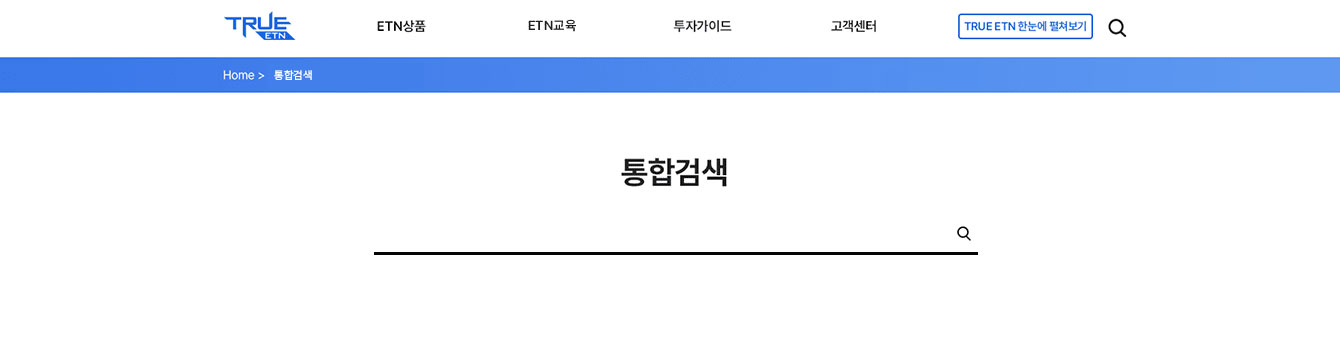 TRUE ETN
ETN상품
ETN교육
투자가이드
고객센터
TRUE ETN 한눈에 펼쳐보기
Home > 통합검색
통합검색